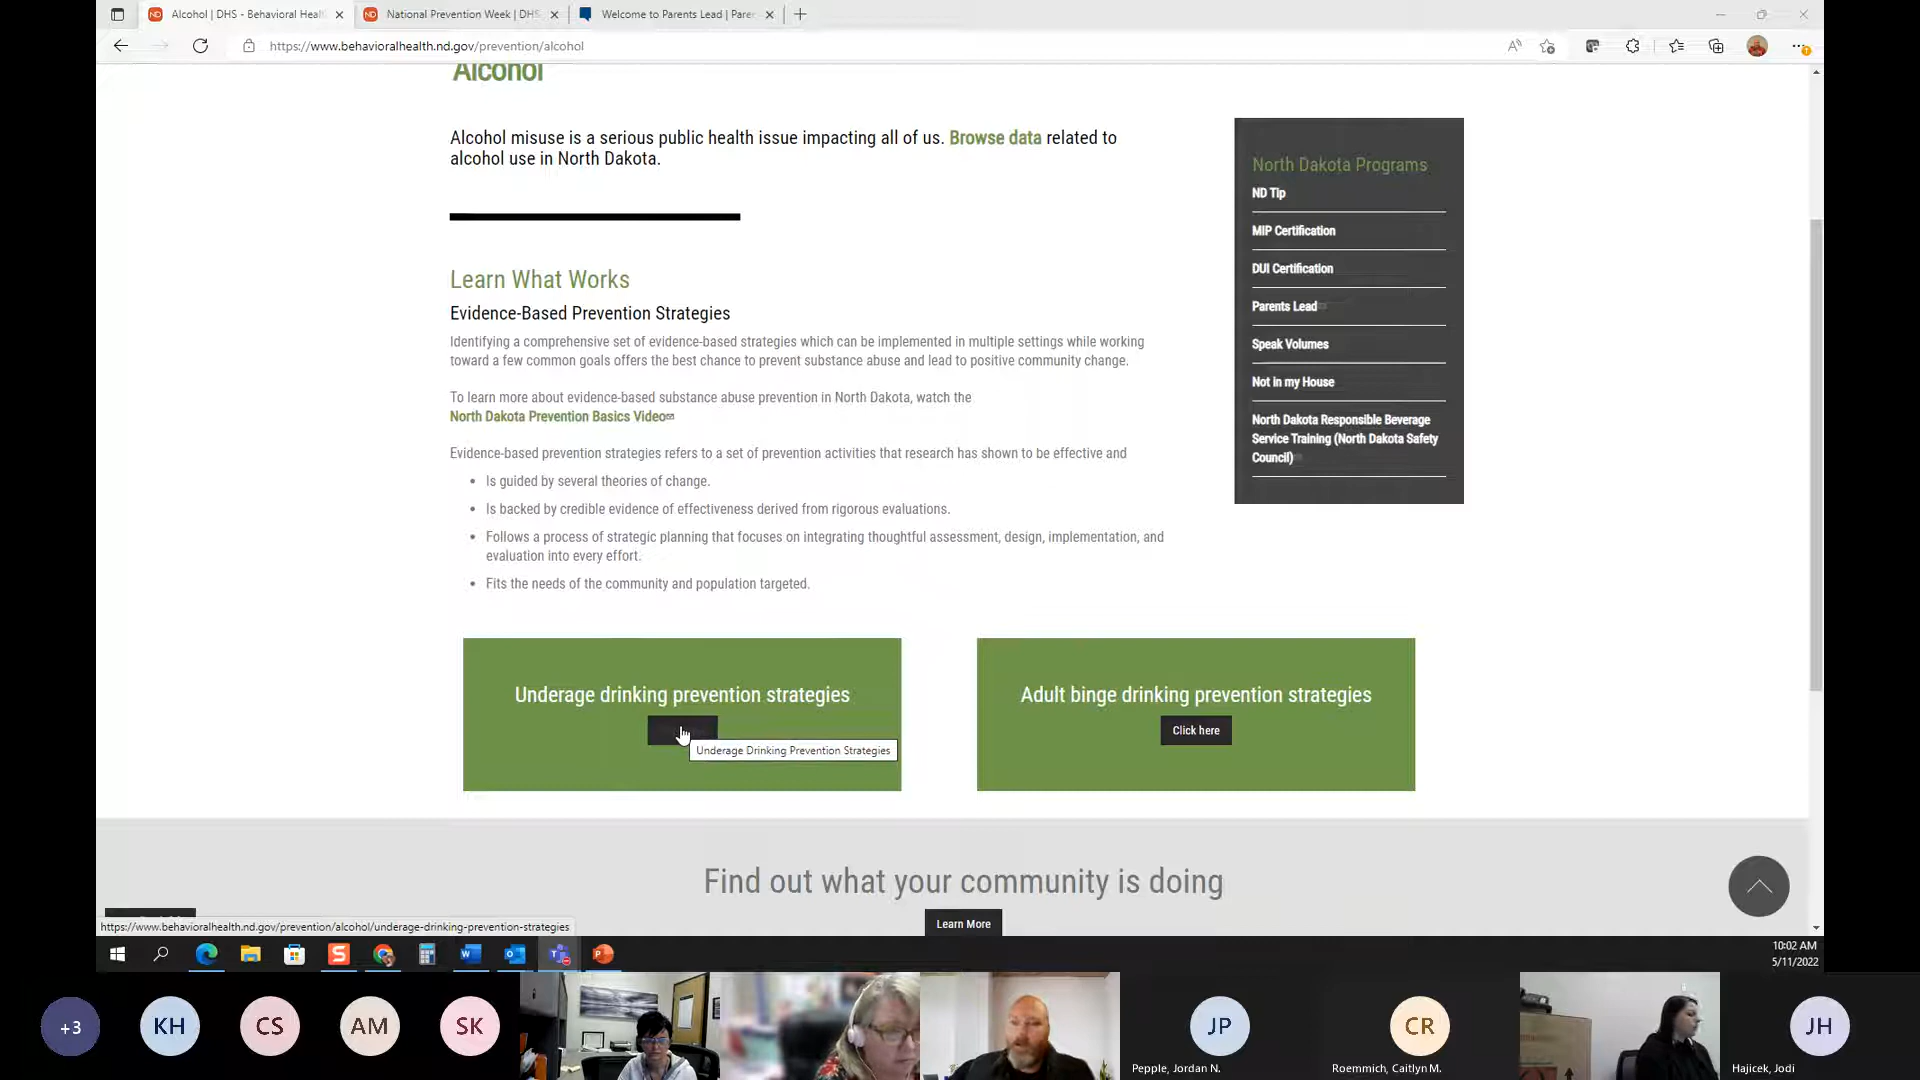 Alcohol | DHS - Behavioral Heal
National Prevention Week | DHS
Welcome to Parents Lead | Paren
https://www.behavioralhealth.nd.gov/prevention/alcohol
Alcohol
Alcohol misuse is a serious public health issue impacting all of us. Browse data related to
alcohol use in North Dakota.
Learn What Works
Evidence-Based Prevention Strategies
Identifying a comprehensive set of evidence-based strategies which can be implemented in multiple settings while working
toward a few common goals offers the best chance to prevent substance abuse and lead to positive community change.
To learn more about evidence-based substance abuse prevention in North Dakota, watch the
North Dakota Prevention Basics Video
Evidence-based prevention strategies refers to a set of prevention activities that research has shown to be effective and
• Is guided by several theories of change.
• Is backed by credible evidence of effectiveness derived from rigorous evaluations.
• Follows a process of strategic planning that focuses on integrating thoughtful assessment, design, implementation, and
evaluation into every effort.
• Fits the needs of the community and population targeted.
North Dakota Programs
ND Tip
MIP Certification
DUI Certification
Parents Lead
Speak Volumes
Not in my House
North Dakota Responsible Beverage
Service Training (North Dakota Safety
Council)
Underage drinking prevention strategies
Underage Drinking Prevention Strategies
Adult binge drinking prevention strategies
Click here
Find out what your community is doing
Learn More
https://www.behavioralhealth.nd.gov/prevention/alcohol/underage-drinking-prevention-strategies
10:02 AM
5/11/2022
+3
KH
CS
AM
SK
JP
Pepple, Jordan N.
CR
Roemmich, Caitlyn M.
JH
Hajicek, Jodi